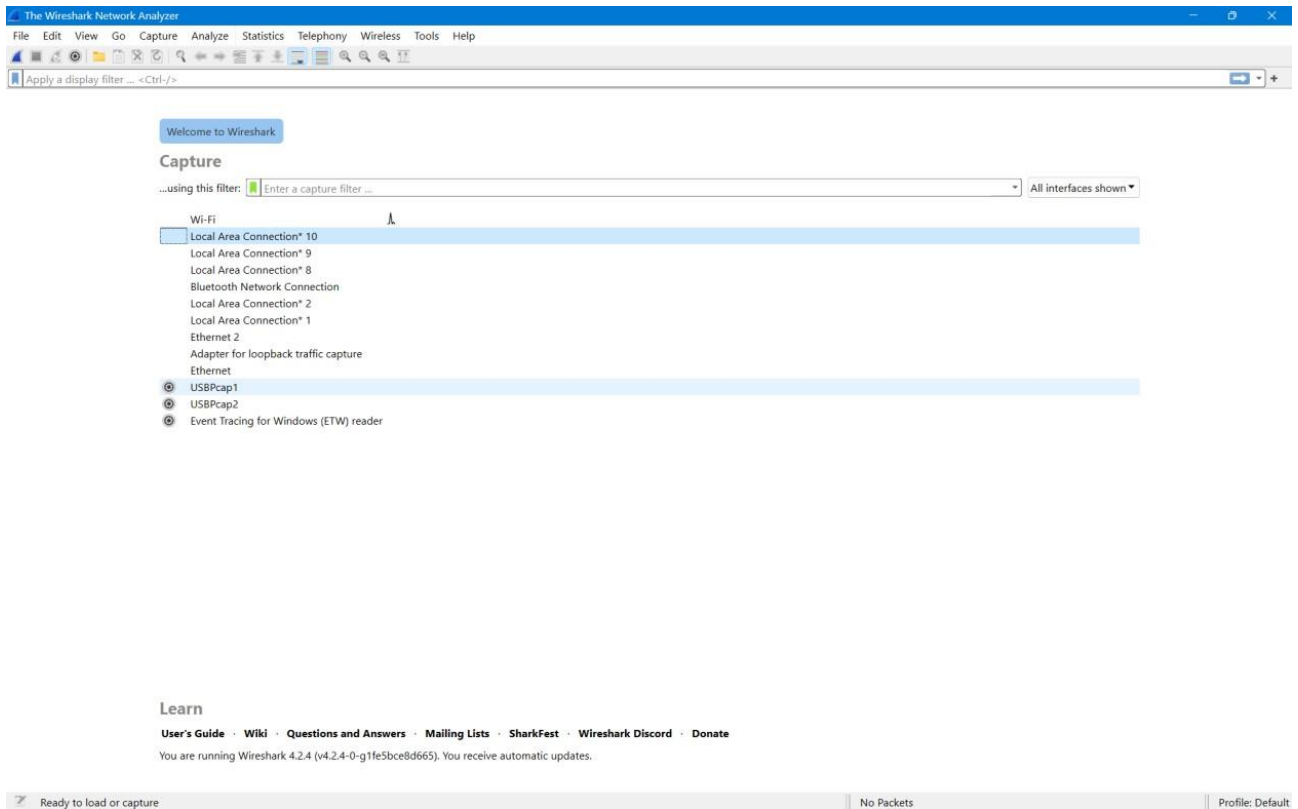 The Wireshark Network Analyzer
File Edit View Go Capture Analyze Statistics Telephony Wireless Tools Help
Apply a display filter ... <Ctrl-/>
Welcome to Wireshark
Capture
...using this filter: Enter a capture filter ... All interfaces shown
Wi-Fi
Local Area Connection* 10
Local Area Connection* 9
Local Area Connection* 8
Bluetooth Network Connection
Local Area Connection* 2
Local Area Connection* 1
Ethernet 2
Adapter for loopback traffic capture
Ethernet
USBPcap1
USBPcap2
Event Tracing for Windows (ETW) reader
Learn
User's Guide · Wiki · Questions and Answers · Mailing Lists · SharkFest · Wireshark Discord · Donate
You are running Wireshark 4.2.4 (v4.2.4-0-g1fe5bce8d665). You receive automatic updates.
Ready to load or capture No Packets Profile: Default